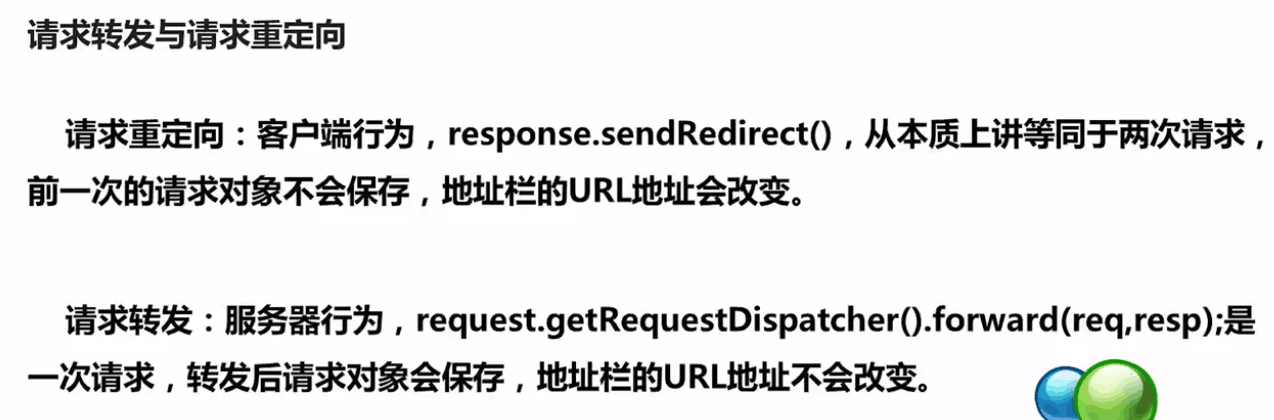 请求转发与请求重定向
请求重定向：客户端行为，response.sendRedirect()，从本质上讲等同于两次请求，
前一次的请求对象不会保存，地址栏的URL地址会改变。
请求转发：服务器行为，request.getRequestDispatcher().forward(req,resp);是
一次请求，转发后请求对象会保存，地址栏的URL地址不会改变。